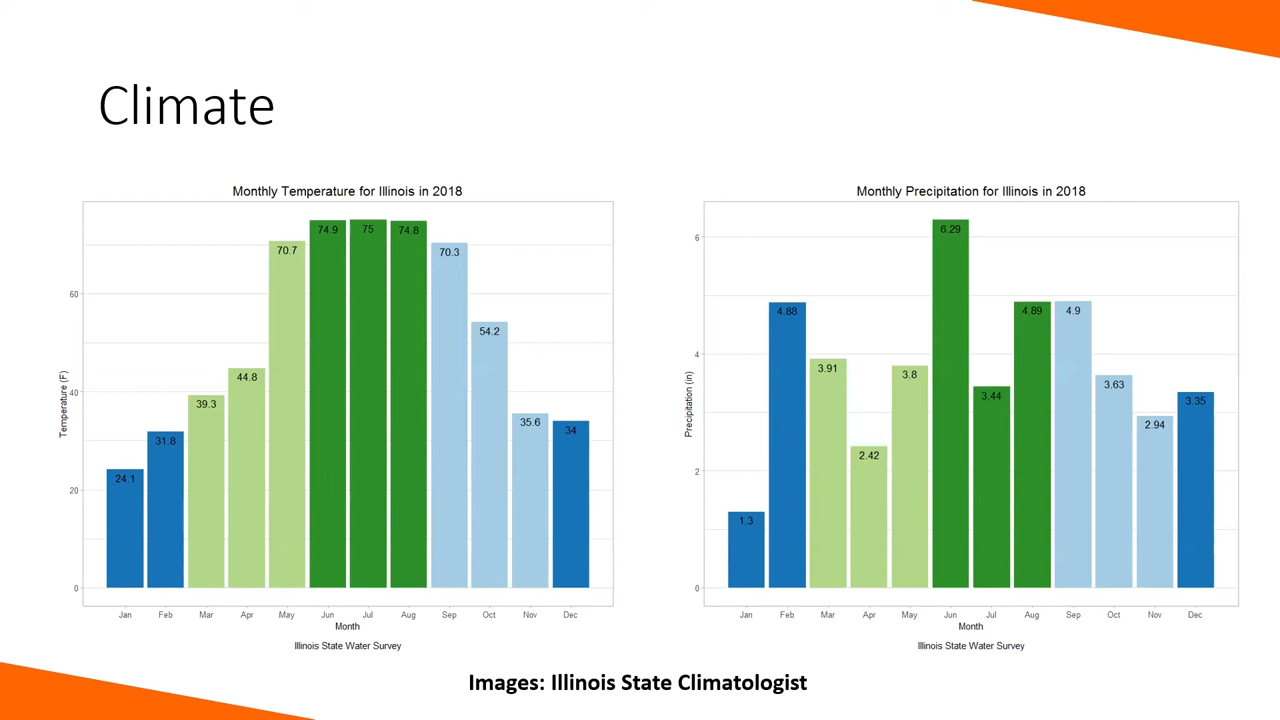 Climate
Monthly Temperature for Illinois in 2018
Temperature (F)
60
40
20
0
24.1
31.8
39.3
44.8
70.7
74.9
75
74.8
70.3
54.2
35.6
34
Jan Feb Mar Apr May Jun Jul Aug Sep Oct Nov Dec
Month
Illinois State Water Survey
Monthly Precipitation for Illinois in 2018
Precipitation (in)
6
4
2
0
1.3
4.88
3.91
2.42
3.8
6.29
3.44
4.89
4.9
3.63
2.94
3.35
Jan Feb Mar Apr May Jun Jul Aug Sep Oct Nov Dec
Month
Illinois State Water Survey
Images: Illinois State Climatologist